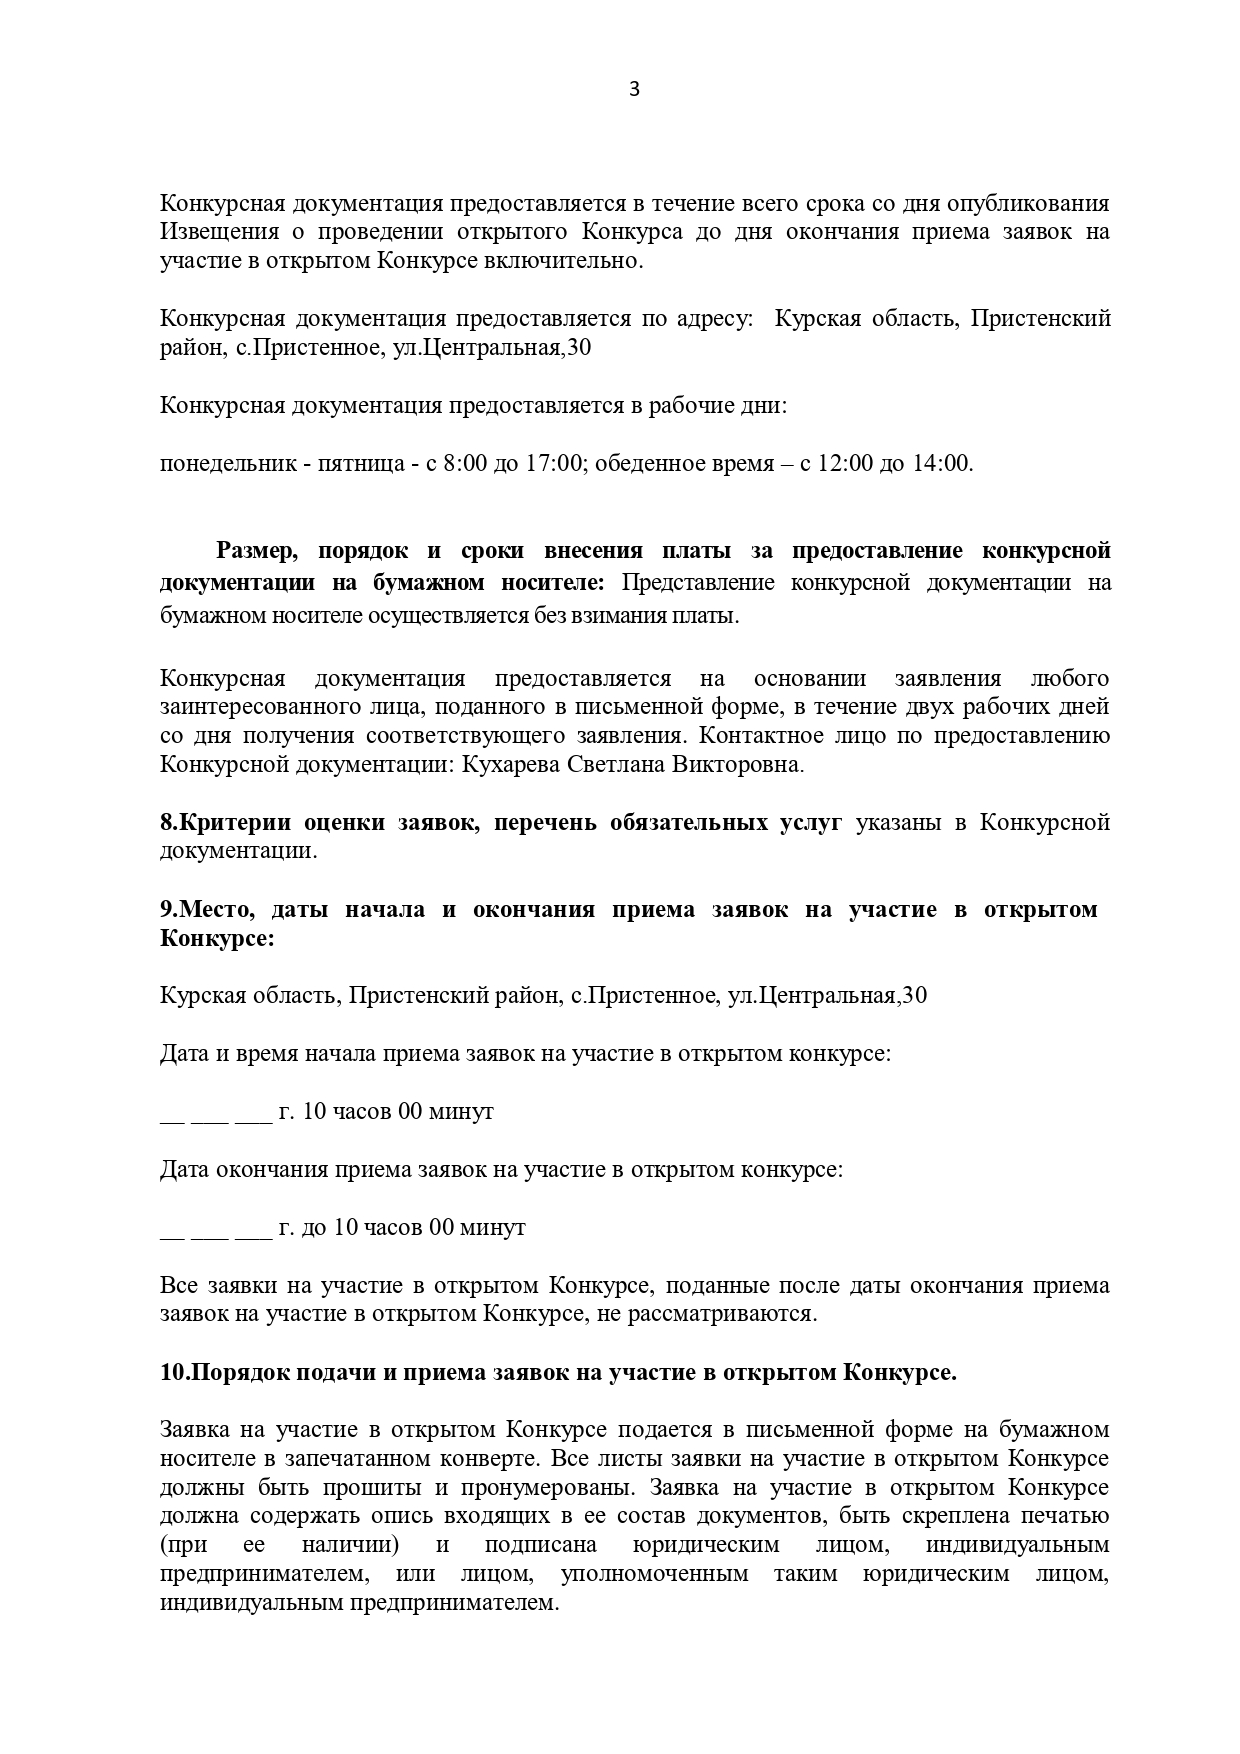 3
Конкурсная документация предоставляется в течение всего срока со дня опубликования
Извещения о проведении открытого Конкурса до дня окончания приема заявок на
участие в открытом Конкурсе включительно.
Конкурсная документация предоставляется по адресу: Курская область, Пристенский
район, с.Пристенное, ул.Центральная,30
Конкурсная документация предоставляется в рабочие дни:
понедельник - пятница - с 8:00 до 17:00; обеденное время – с 12:00 до 14:00.
Размер, порядок и сроки внесения платы за предоставление конкурсной
документации на бумажном носителе: Представление конкурсной документации на
бумажном носителе осуществляется без взимания платы.
Конкурсная документация предоставляется на основании заявления любого
заинтересованного лица, поданного в письменной форме, в течение двух рабочих дней
со дня получения соответствующего заявления. Контактное лицо по предоставлению
Конкурсной документации: Кухарева Светлана Викторовна.
8.Критерии оценки заявок, перечень обязательных услуг указаны в Конкурсной
документации.
9.Место, даты начала и окончания приема заявок на участие в открытом
Конкурсе:
Курская область, Пристенский район, с.Пристенное, ул.Центральная,30
Дата и время начала приема заявок на участие в открытом конкурсе:
__ ___ ___ г. 10 часов 00 минут
Дата окончания приема заявок на участие в открытом конкурсе:
__ ___ ___ г. до 10 часов 00 минут
Все заявки на участие в открытом Конкурсе, поданные после даты окончания приема
заявок на участие в открытом Конкурсе, не рассматриваются.
10.Порядок подачи и приема заявок на участие в открытом Конкурсе.
Заявка на участие в открытом Конкурсе подается в письменной форме на бумажном
носителе в запечатанном конверте. Все листы заявки на участие в открытом Конкурсе
должны быть прошиты и пронумерованы. Заявка на участие в открытом Конкурсе
должна содержать опись входящих в ее состав документов, быть скреплена печатью
(при ее наличии) и подписана юридическим лицом, индивидуальным
предпринимателем, или лицом, уполномоченным таким юридическим лицом,
индивидуальным предпринимателем.